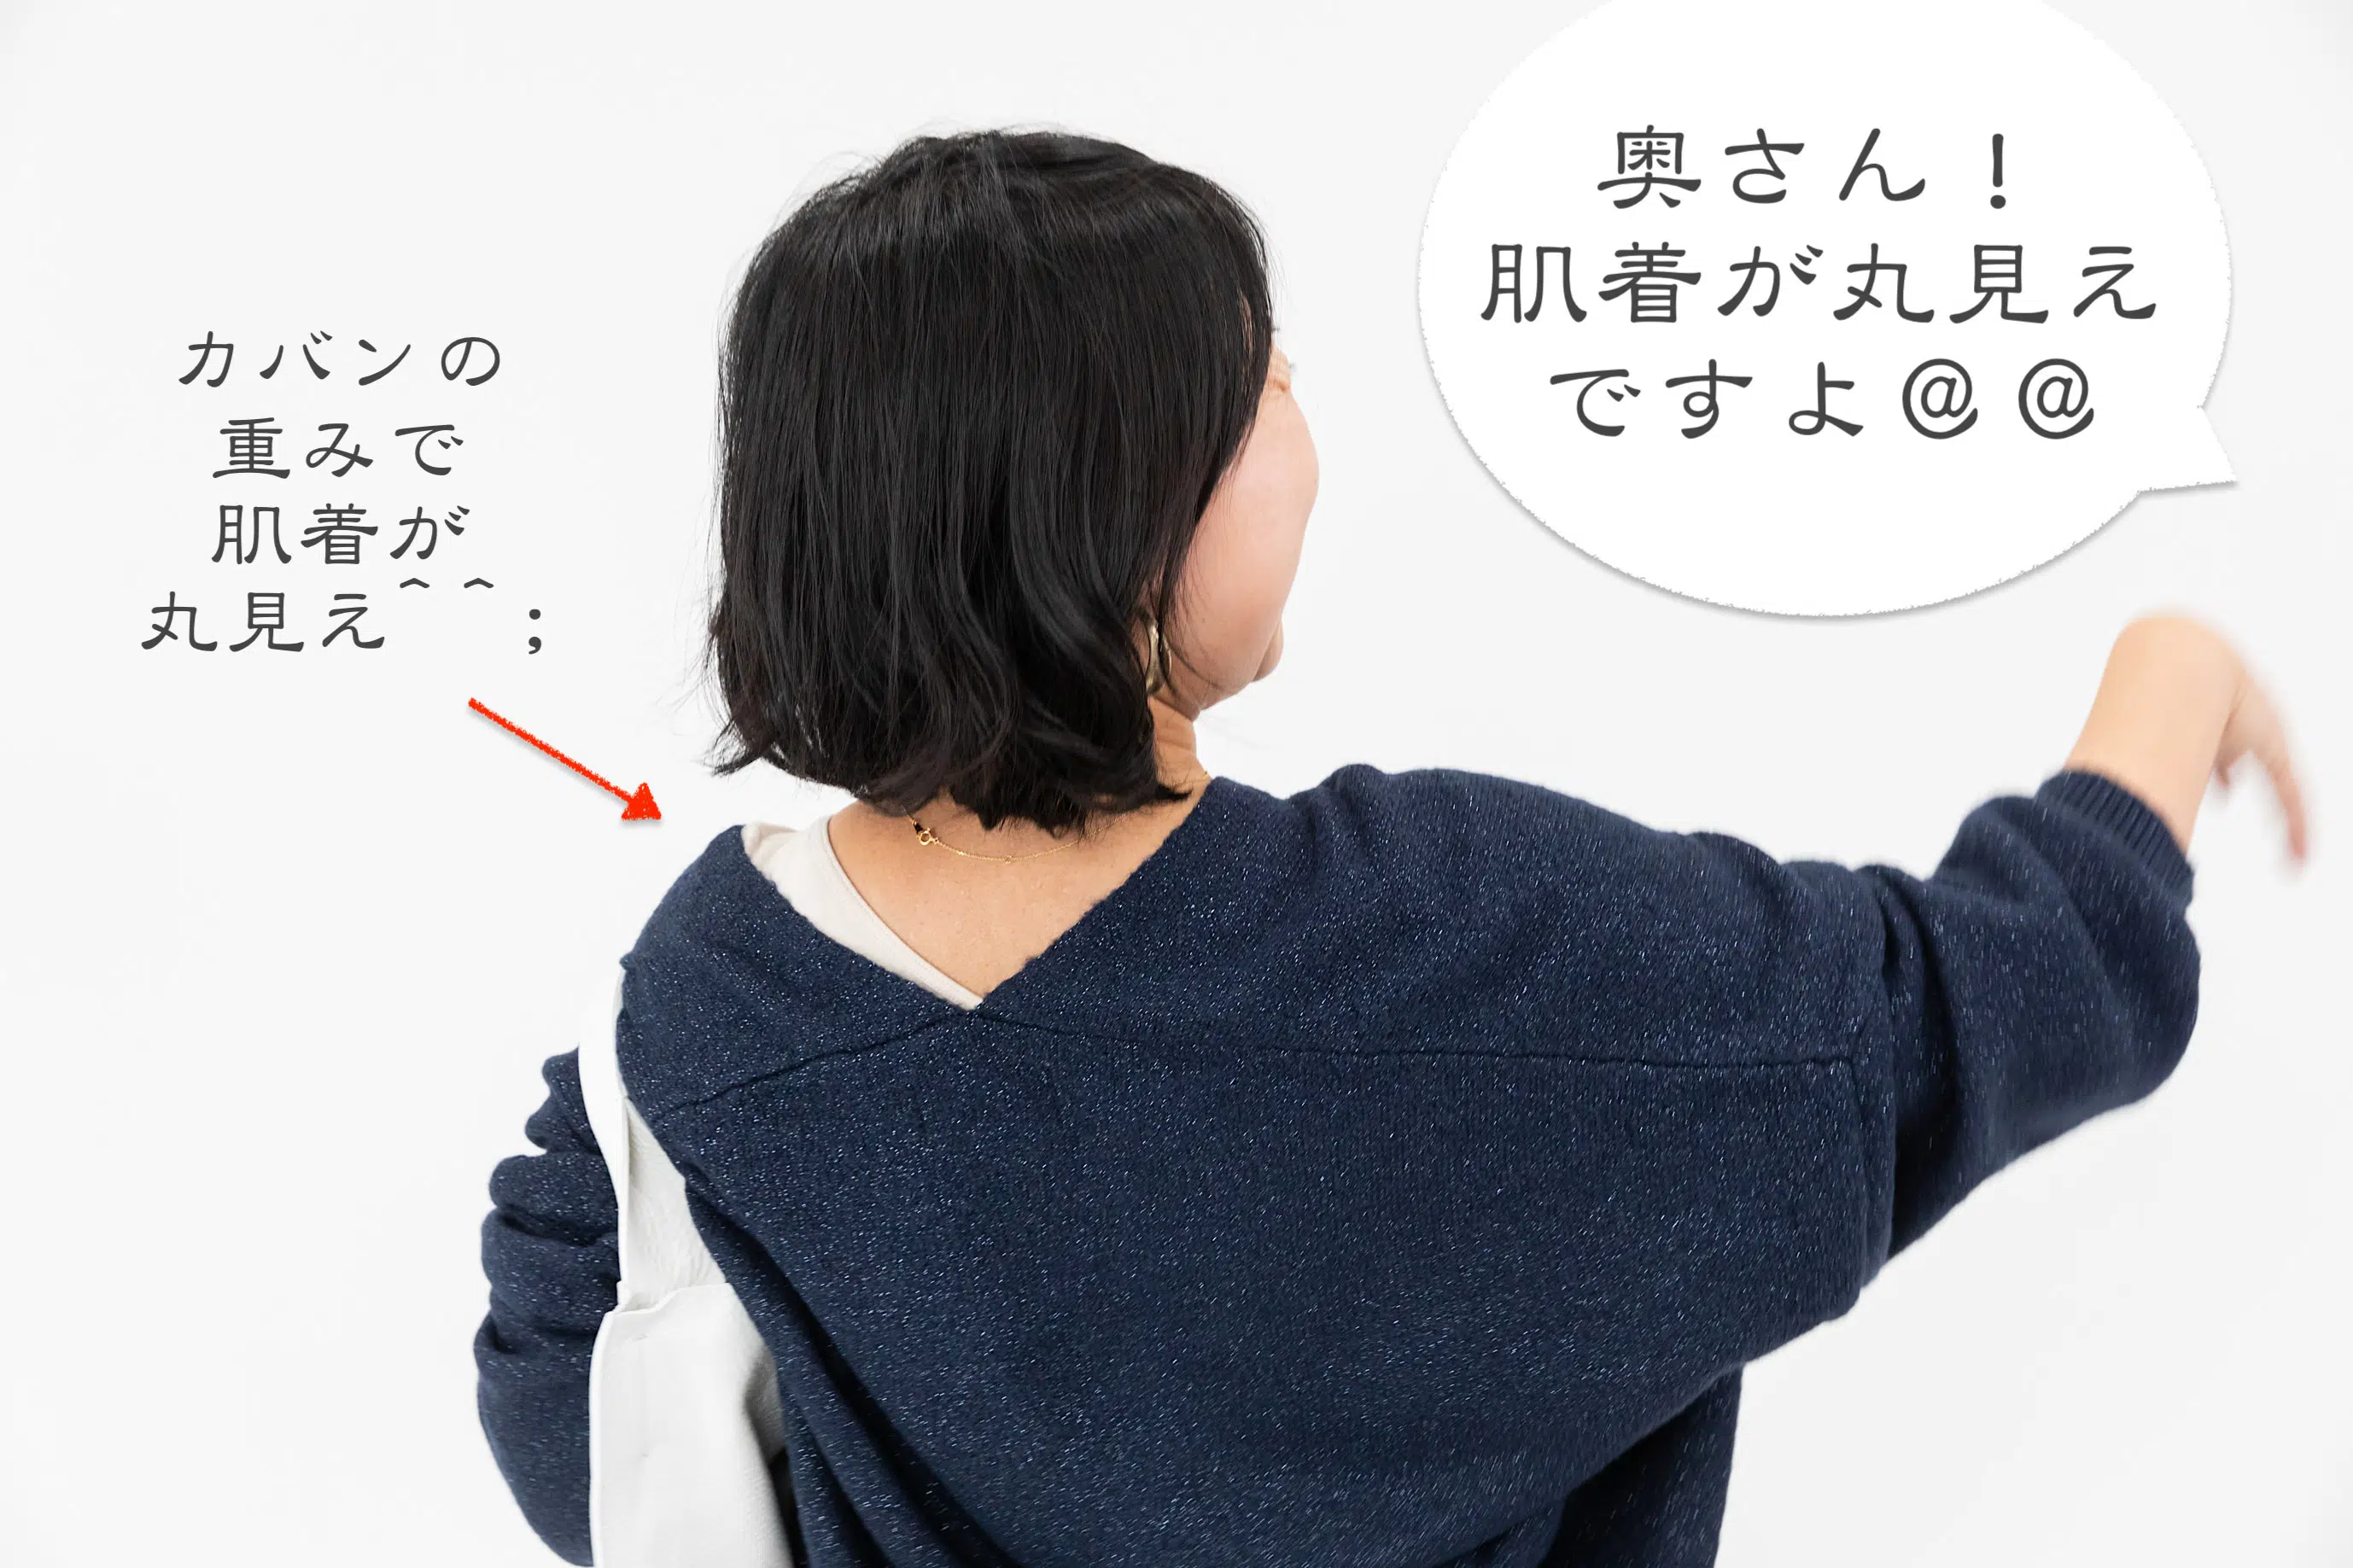 カバンの
重みで
肌着が
丸見え^^;
奥さん！
肌着が丸見え
ですよ@@